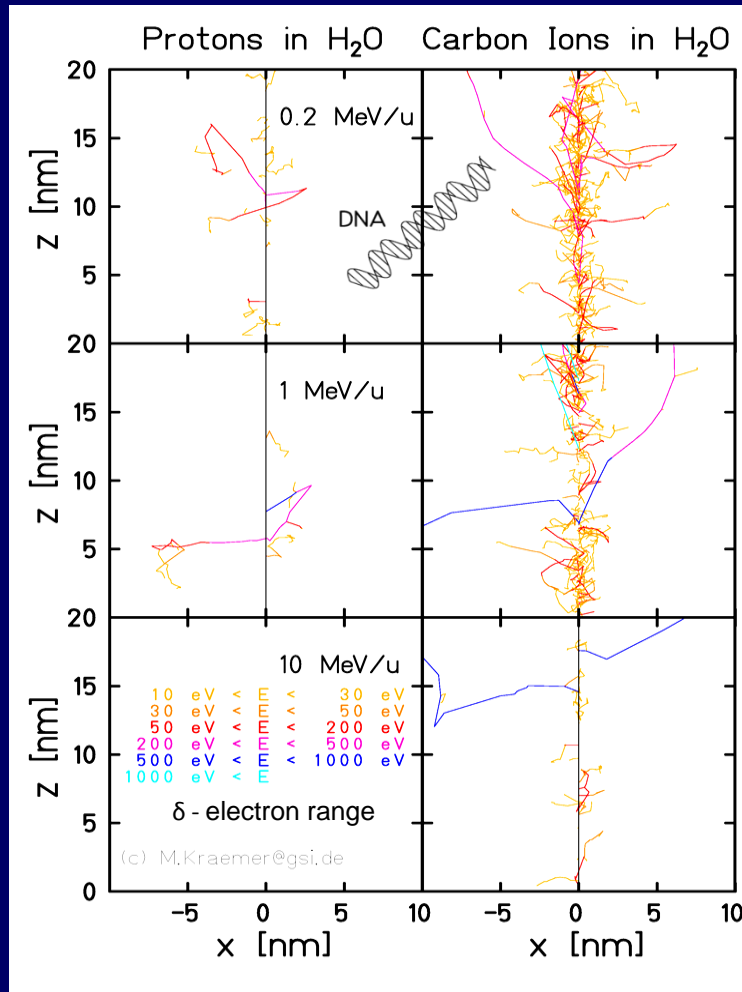 Protons in H₂O Carbon Ions in H₂O
20
0.2 MeV/u
15
Z [nm]
10
DNA
5
20
1 MeV/u
15
Z [nm]
10
5
20
10 MeV/u
10 eV < E < 30 eV
30 eV < E < 50 eV
50 eV < E < 200 eV
200 eV < E < 500 eV
500 eV < E < 1000 eV
1000 eV < E
15
Z [nm]
10
5
δ - electron range
(c) M.Kraemer@gsi.de
0
−5 0 5 10 −5 0 5 10
x [nm] x [nm]